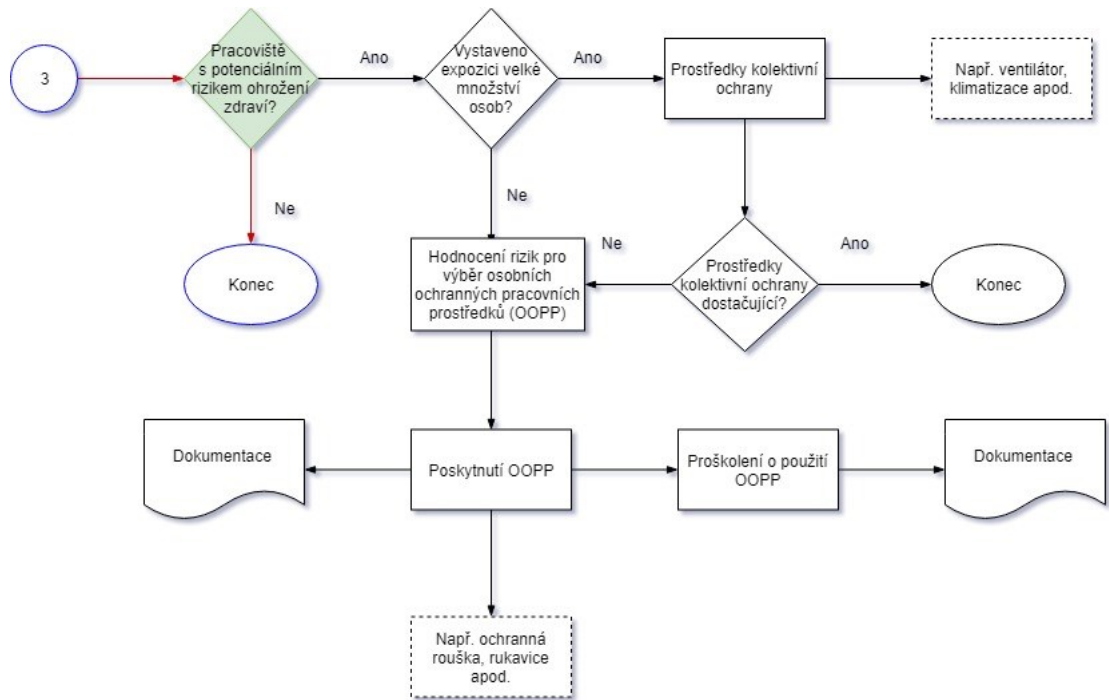 3
Pracoviště
s potenciálním
rizikem ohrožení
zdraví?
Ano
Vystaveno
expozici velké
množství
osob?
Ano
Prostředky kolektivní
ochrany
Např. ventilátor,
klimatizace apod.
Ne
Ne
Konec
Hodnocení rizik pro
výběr osobních
ochranných pracovních
prostředků (OOPP)
Ne
Prostředky
kolektivní ochrany
dostačující?
Ano
Konec
Dokumentace
Poskytnutí OOPP
Proškolení o použití
OOPP
Dokumentace
Např. ochranná
rouška, rukavice
apod.